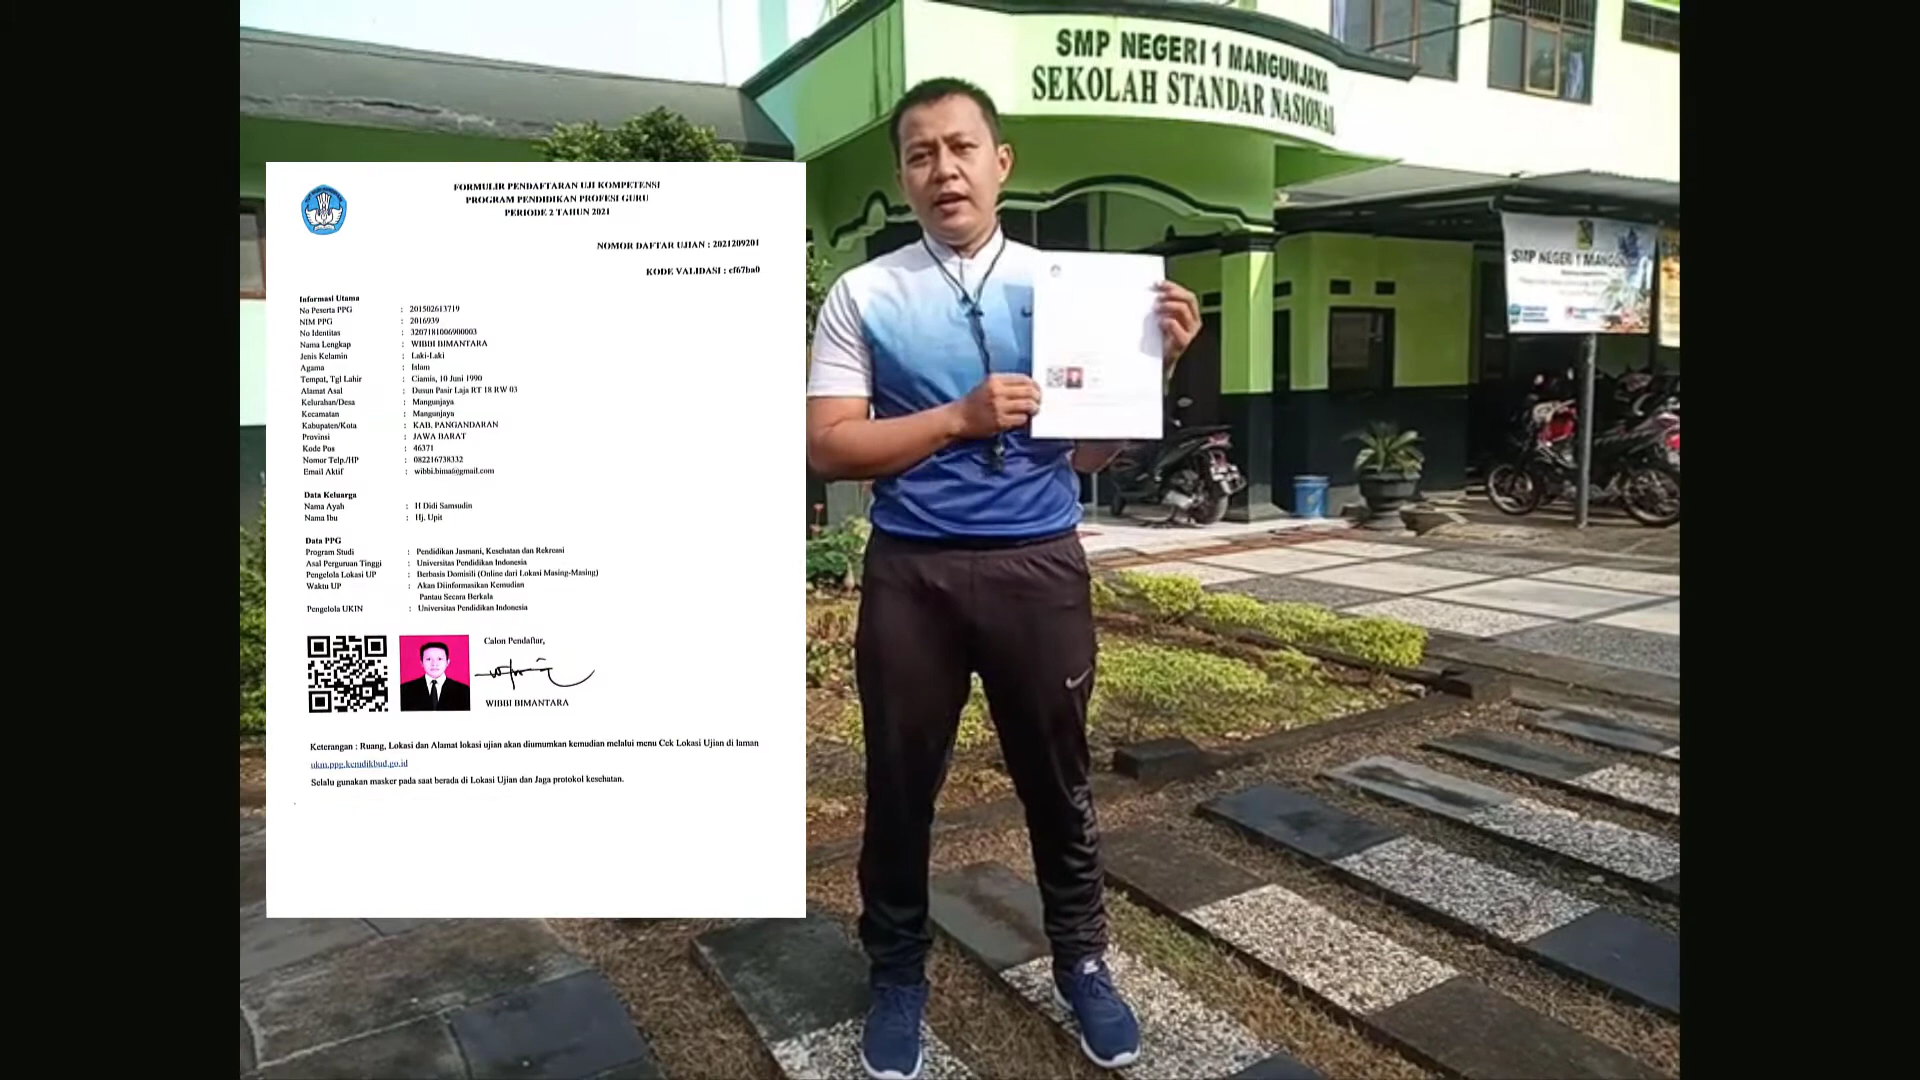 SMP NEGERI 1 MANGUNJAYA
SEKOLAH STANDAR NASIONAL
FORMULIR PENDAFTARAN UJI KOMPETENSI
PROGRAM PENDIDIKAN PROFESI GURU
PERIODE 2 TAHUN 2021
NOMOR DAFTAR UJIAN : 2021209201
KODE VALIDASI : cf67ba0
Informasi Utama
No Peserta PPG : 201502613719
NIM PPG : 2016939
No Identitas : 3207181006900003
Nama Lengkap : WIBBI BIMANTARA
Jenis Kelamin : Laki-Laki
Agama : Islam
Tempat, Tgl Lahir : Ciamis, 10 Juni 1990
Alamat Asal : Dusun Pasir Laja RT 18 RW 03
Kelurahan/Desa : Mangunjaya
Kecamatan : Mangunjaya
Kabupaten/Kota : KAB. PANGANDARAN
Provinsi : JAWA BARAT
Kode Pos : 46371
Nomor Telp./HP : 082216738332
Email Aktif : wibbi.bima@gmail.com
Data Keluarga
Nama Ayah : H Didi Samsudin
Nama Ibu : Hj. Upit
Data PPG
Program Studi : Pendidikan Jasmani, Kesehatan dan Rekreasi
Asal Perguruan Tinggi : Universitas Pendidikan Indonesia
Pengelola Lokasi UP : Berbasis Domisili (Online dari Lokasi Masing-Masing)
Waktu UP : Akan Diinformasikan Kemudian
Pantau Secara Berkala
Pengelola UKIN : Universitas Pendidikan Indonesia
Calon Pendaftar,
WIBBI BIMANTARA
Keterangan : Ruang, Lokasi dan Alamat lokasi ujian akan diumumkan kemudian melalui menu Cek Lokasi Ujian di laman
ukm.ppg.kemdikbud.go.id
Selalu gunakan masker pada saat berada di Lokasi Ujian dan Jaga protokol kesehatan.
SMP NEGERI 1